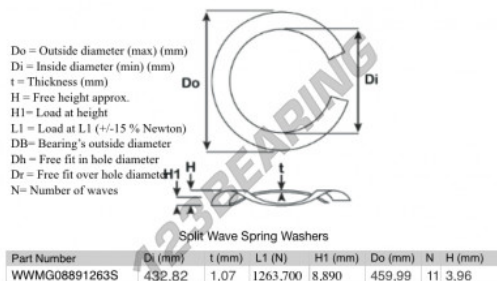 Do = Outside diameter (max) (mm)
Di = Inside diameter (min) (mm)
t = Thickness (mm)
H = Free height approx.
H1= Load at height
L1 = Load at L1 (+/-15 % Newton)
DB= Bearing's outside diameter
Dh = Free fit in hole diameter
Dr = Free fit over hole diameter
N= Number of waves
Do
Di
H1
H
t
123BEARING
Split Wave Spring Washers
Part Number Di (mm) t (mm) L1 (N) H1 (mm) Do (mm) N H (mm)
WWMG08891263S 432.82 1.07 1263,700 8,890 459.99 11 3.96